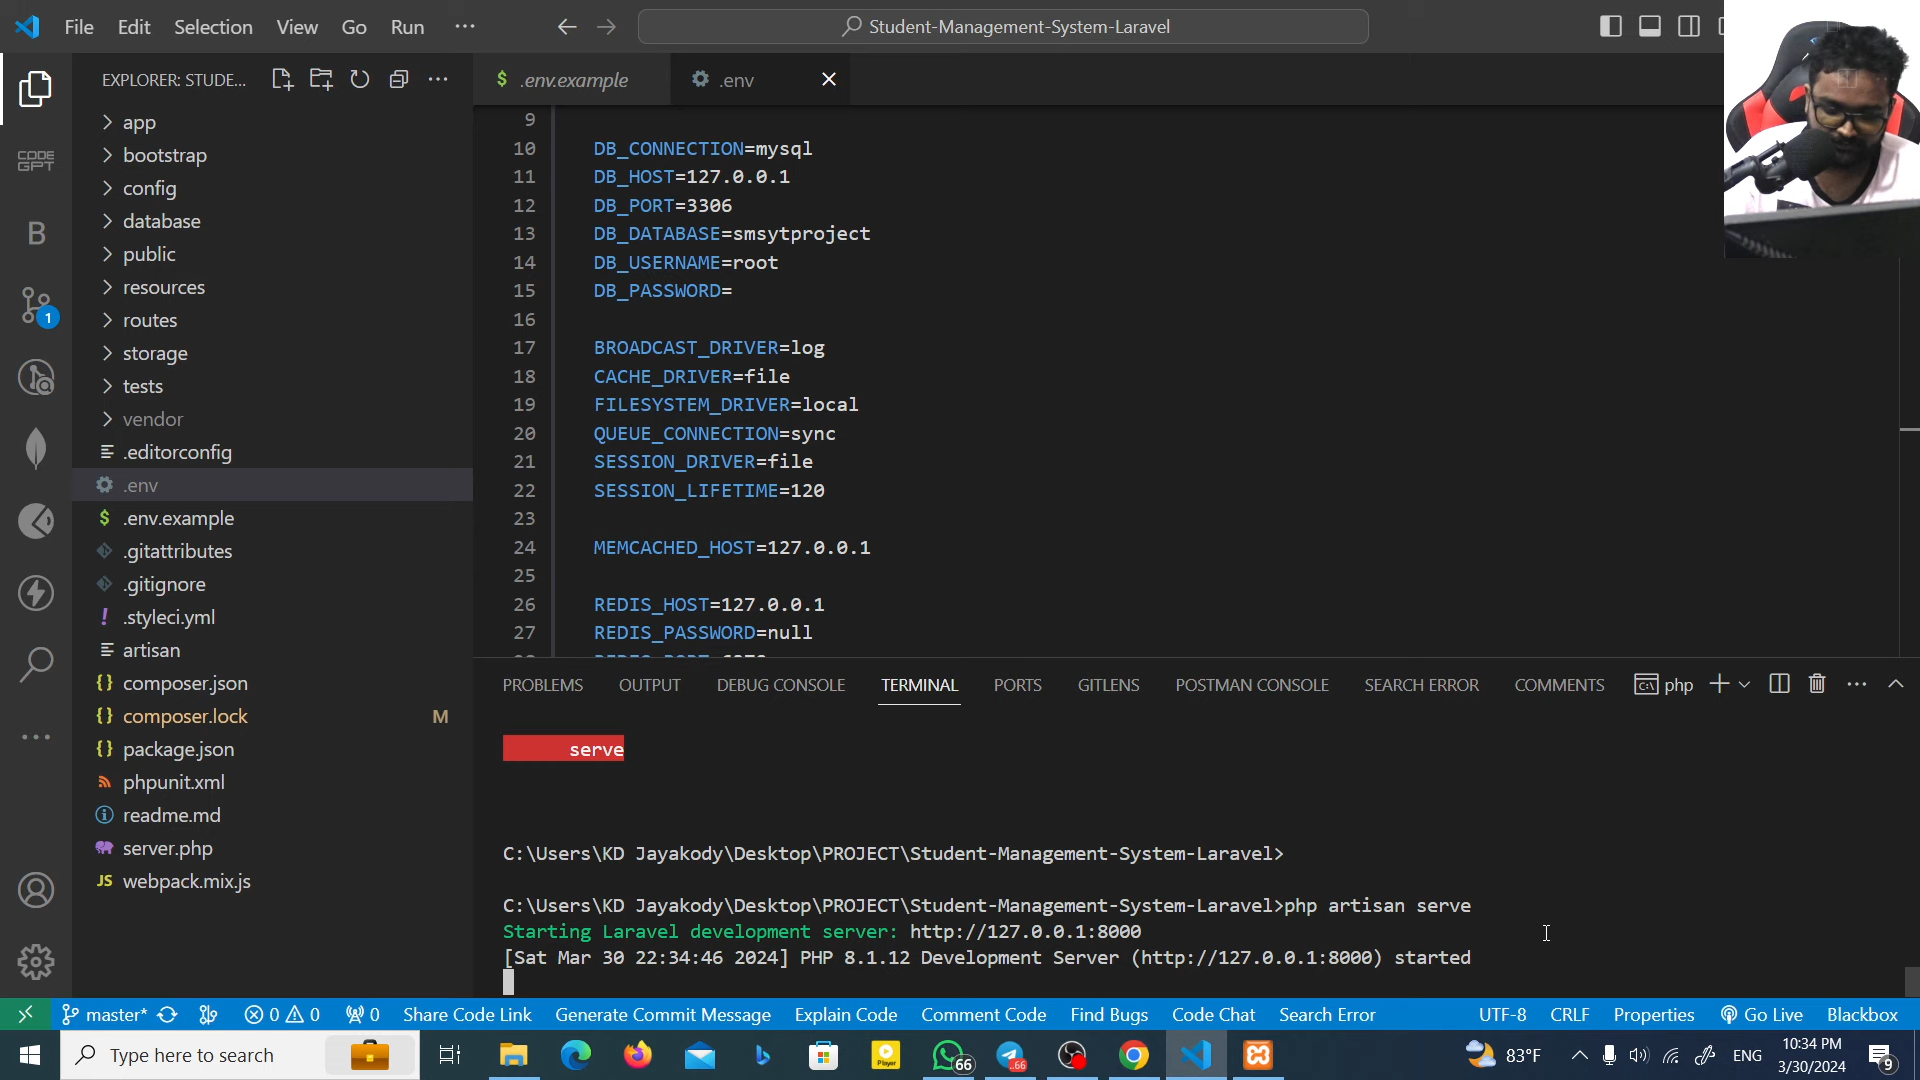 File Edit Selection View Go Run ···
Student-Management-System-Laravel
EXPLORER: STUDE...
.env.example
.env
app
bootstrap
config
database
public
resources
routes
storage
tests
vendor
.editorconfig
.env
.env.example
.gitattributes
.gitignore
.styleci.yml
artisan
composer.json
composer.lock M
package.json
phpunit.xml
readme.md
server.php
webpack.mix.js
CODE
GPT
B
1
9
10 DB_CONNECTION=mysql
11 DB_HOST=127.0.0.1
12 DB_PORT=3306
13 DB_DATABASE=smsytproject
14 DB_USERNAME=root
15 DB_PASSWORD=
16
17 BROADCAST_DRIVER=log
18 CACHE_DRIVER=file
19 FILESYSTEM_DRIVER=local
20 QUEUE_CONNECTION=sync
21 SESSION_DRIVER=file
22 SESSION_LIFETIME=120
23
24 MEMCACHED_HOST=127.0.0.1
25
26 REDIS_HOST=127.0.0.1
27 REDIS_PASSWORD=null
PROBLEMS OUTPUT DEBUG CONSOLE TERMINAL PORTS GITLENS POSTMAN CONSOLE SEARCH ERROR COMMENTS php
serve
C:\Users\KD Jayakody\Desktop\PROJECT\Student-Management-System-Laravel>
C:\Users\KD Jayakody\Desktop\PROJECT\Student-Management-System-Laravel>php artisan serve
Starting Laravel development server: http://127.0.0.1:8000
[Sat Mar 30 22:34:46 2024] PHP 8.1.12 Development Server (http://127.0.0.1:8000) started
master* 0 0 0 Share Code Link Generate Commit Message Explain Code Comment Code Find Bugs Code Chat Search Error UTF-8 CRLF Properties Go Live Blackbox
Type here to search
Player
66
.66
83°F
ENG
10:34 PM
3/30/2024
9